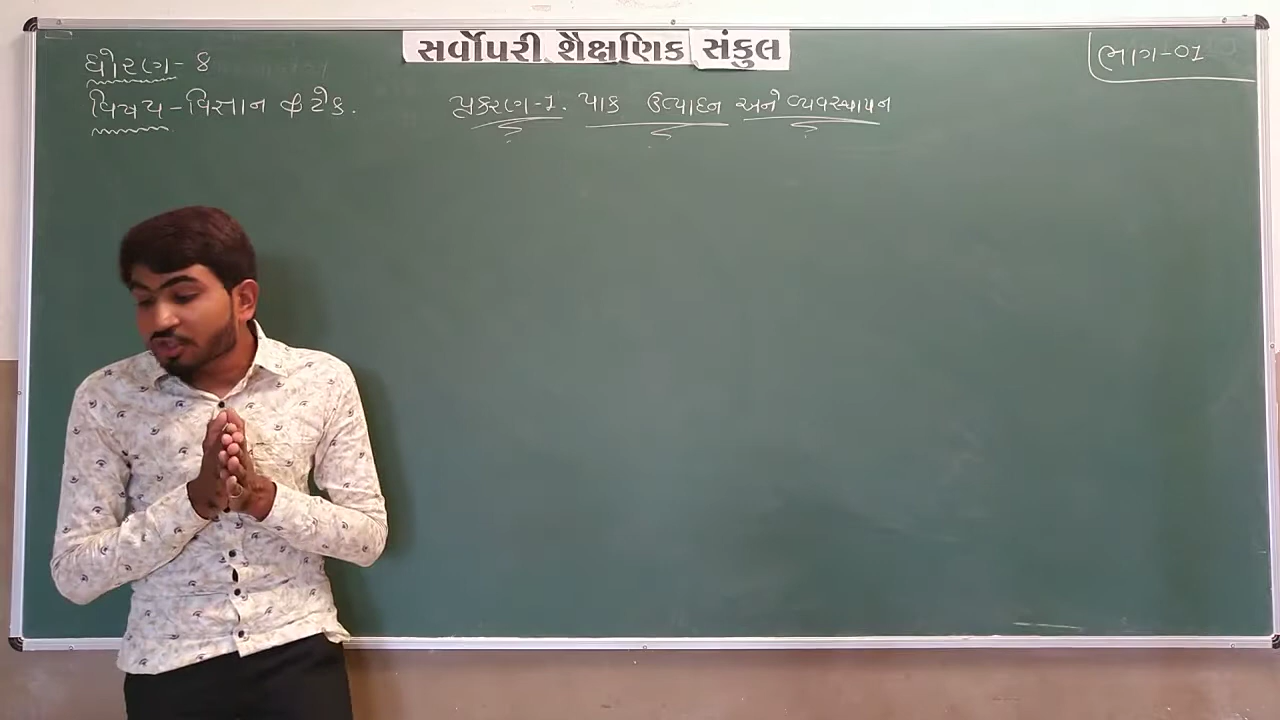 સર્વોપરી શૈક્ષણિક સંકુલ
ભાગ-01
ધોરણ - 8
વિષય - વિજ્ઞાન & ટેક.
પ્રકરણ-1. પાક ઉત્પાદન અને વ્યવસ્થાપન